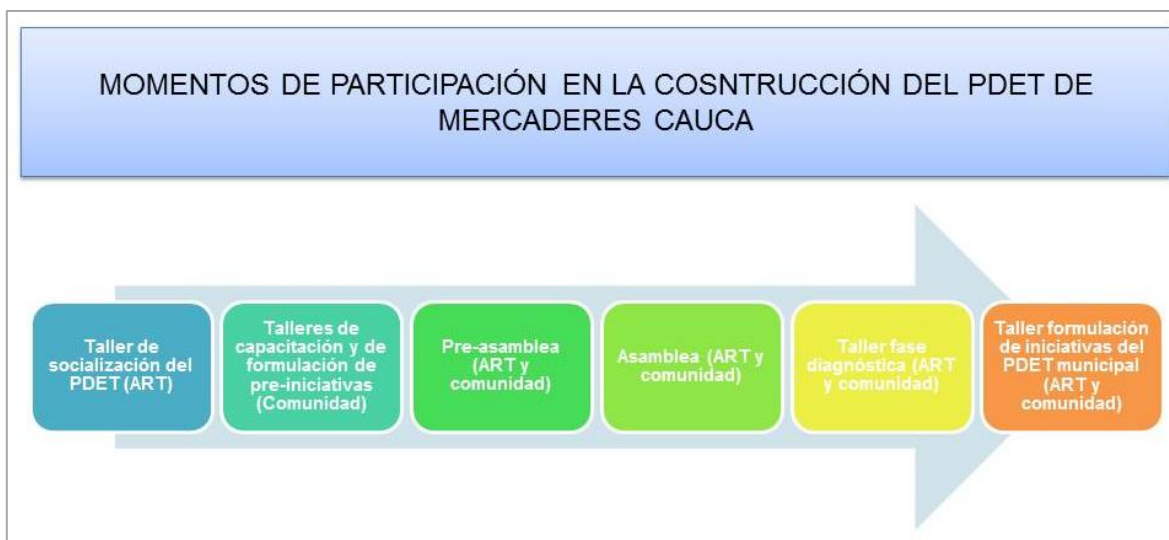 MOMENTOS DE PARTICIPACIÓN EN LA COSNTRUCCIÓN DEL PDET DE
MERCADERES CAUCA
Taller de
socialización del
PDET (ART)
Talleres de
capacitación y de
formulación de
pre-iniciativas
(Comunidad)
Pre-asamblea
(ART y
comunidad)
Asamblea (ART y
comunidad)
Taller fase
diagnóstica (ART
y comunidad)
Taller formulación
de iniciativas del
PDET municipal
(ART y
comunidad)